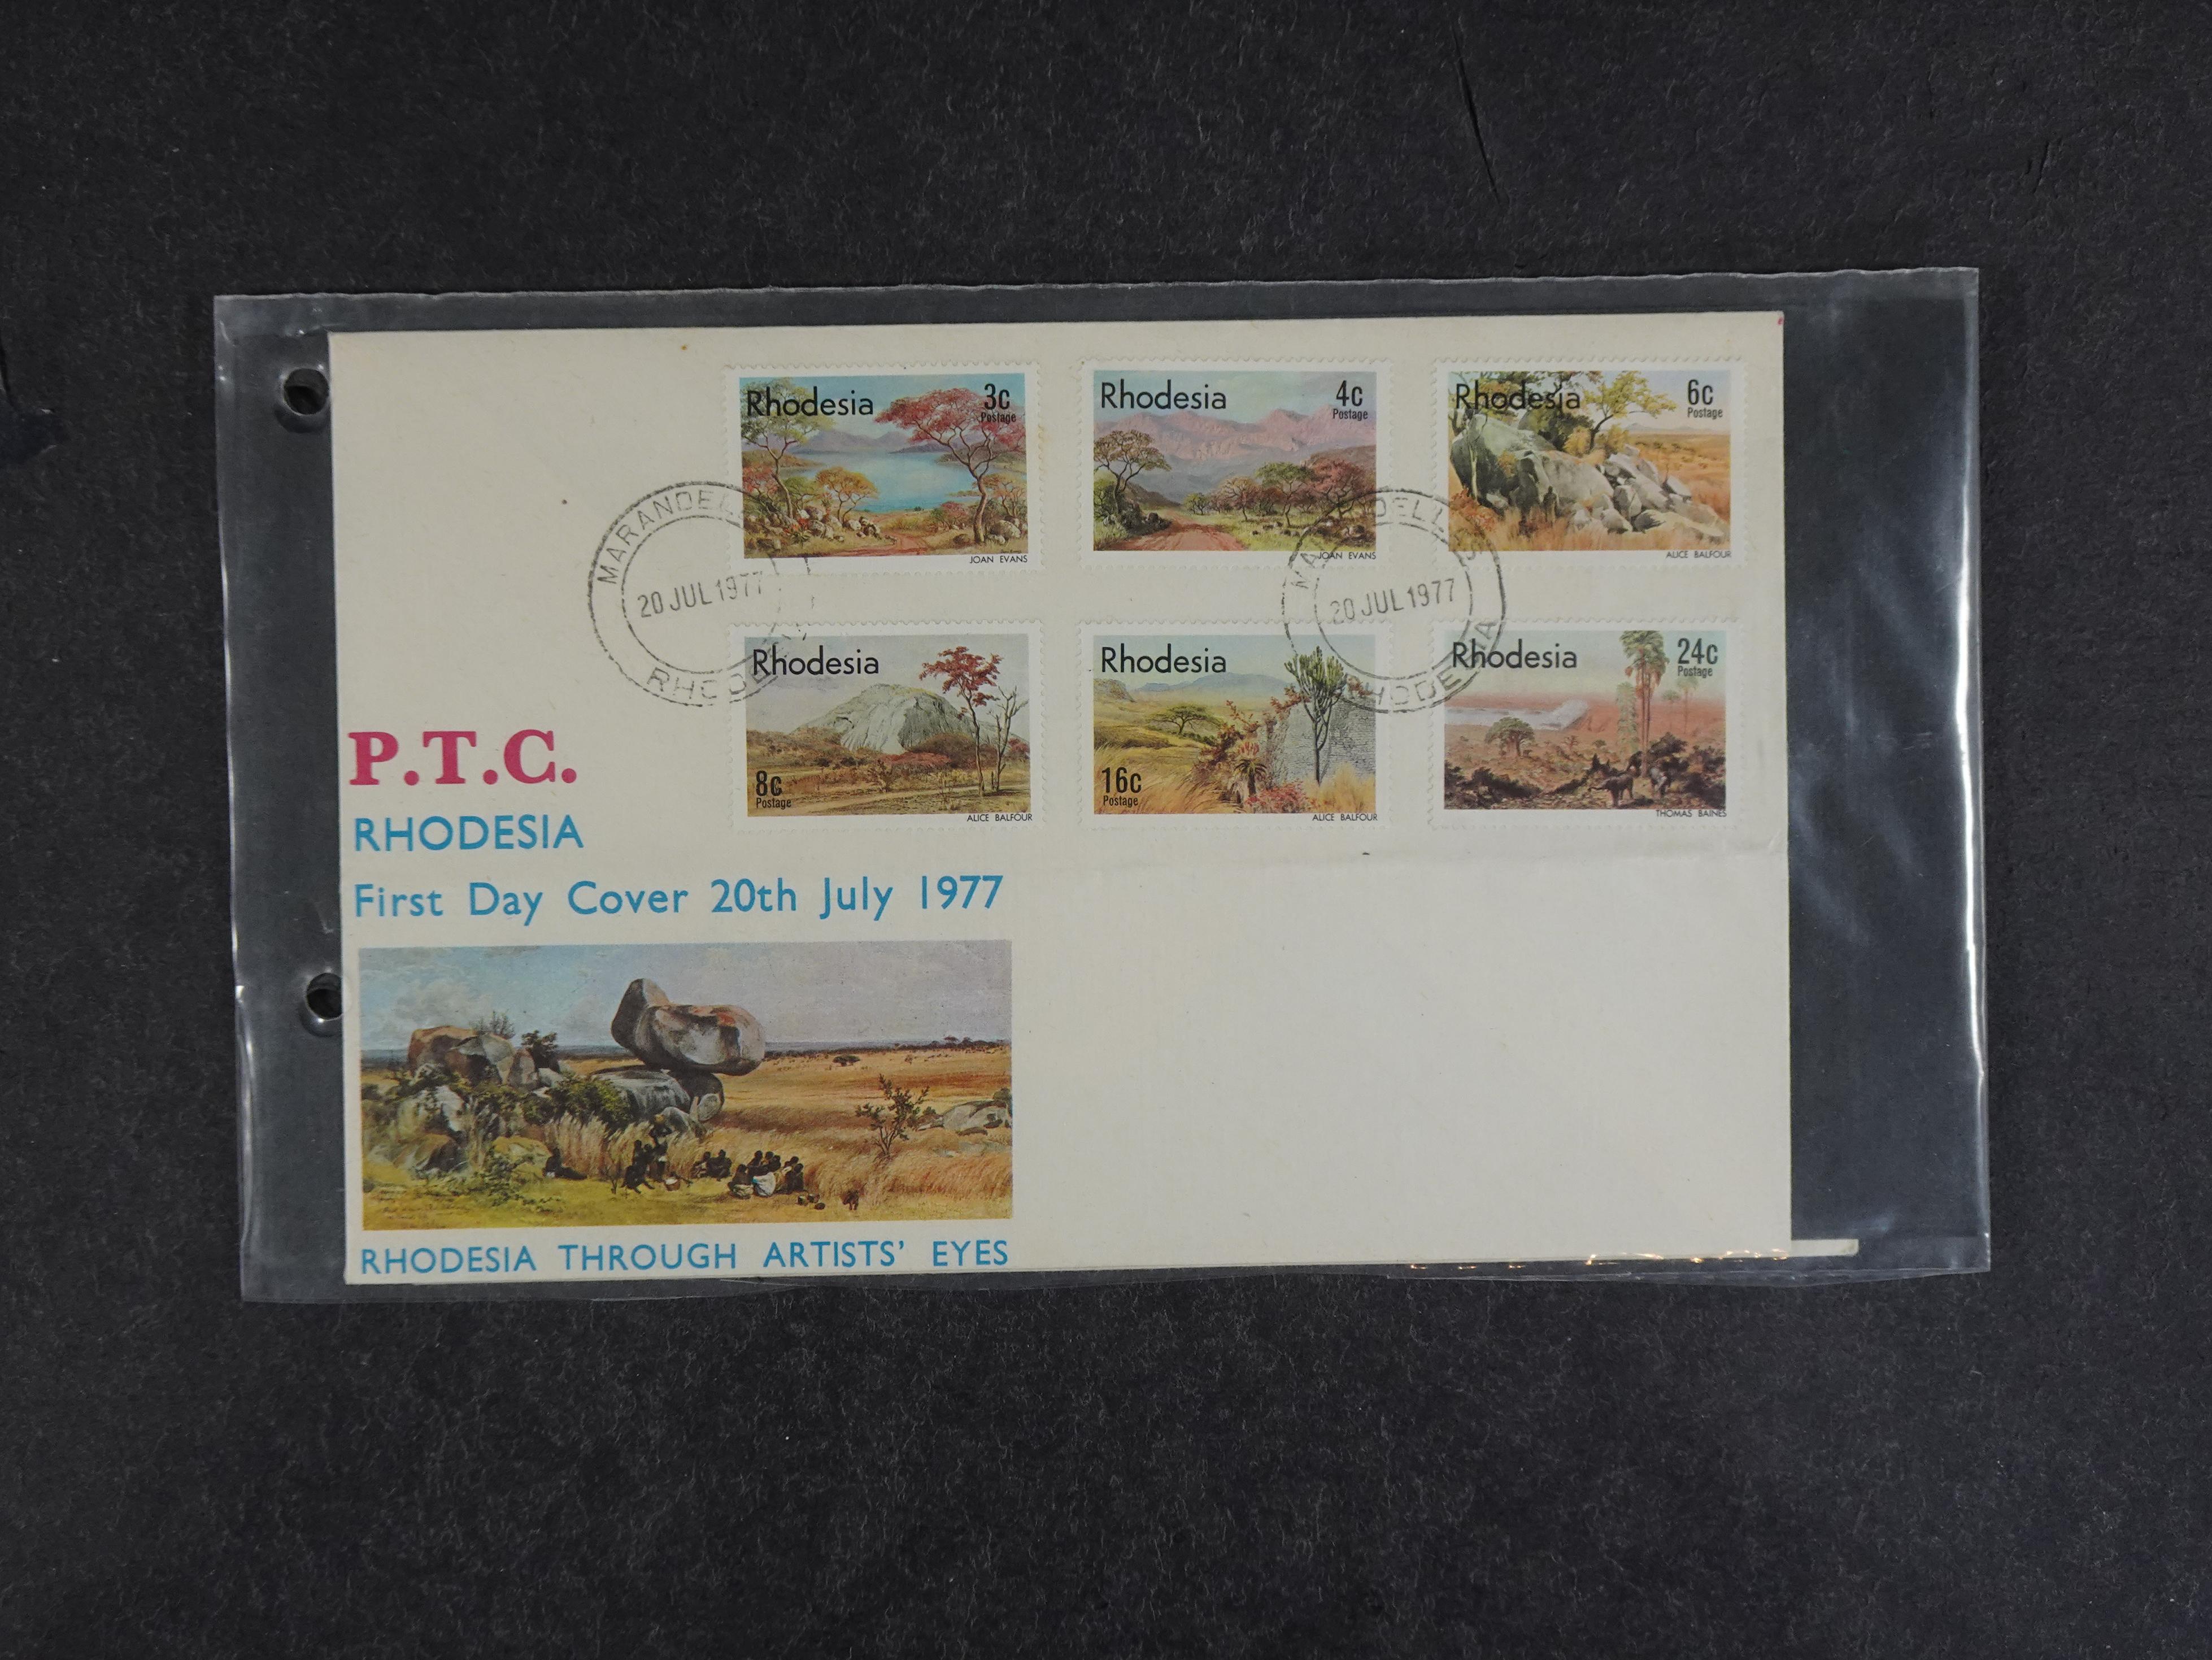 Rhodesia 3c
Postage
JOAN EVANS
Rhodesia 4c
Postage
JOAN EVANS
Rhodesia 6c
Postage
ALICE BALFOUR
20 JUL 1977
RHODE
MARANDELLAS
20 JUL 1977
RHODESIA
Rhodesia
8c
Postage
ALICE BALFOUR
Rhodesia
16c
Postage
ALICE BALFOUR
Rhodesia 24c
Postage
THOMAS BAINES
P.T.C.
RHODESIA
First Day Cover 20th July 1977
RHODESIA THROUGH ARTISTS' EYES